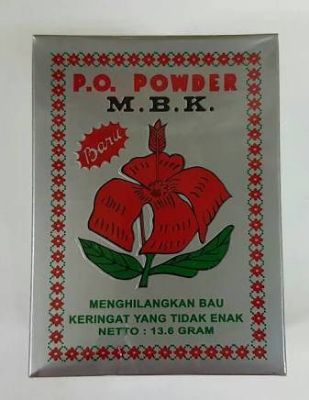 P.O. POWDER
M.B.K.
Baru
MENGHILANGKAN BAU
KERINGAT YANG TIDAK ENAK
NETTO : 13.6 GRAM